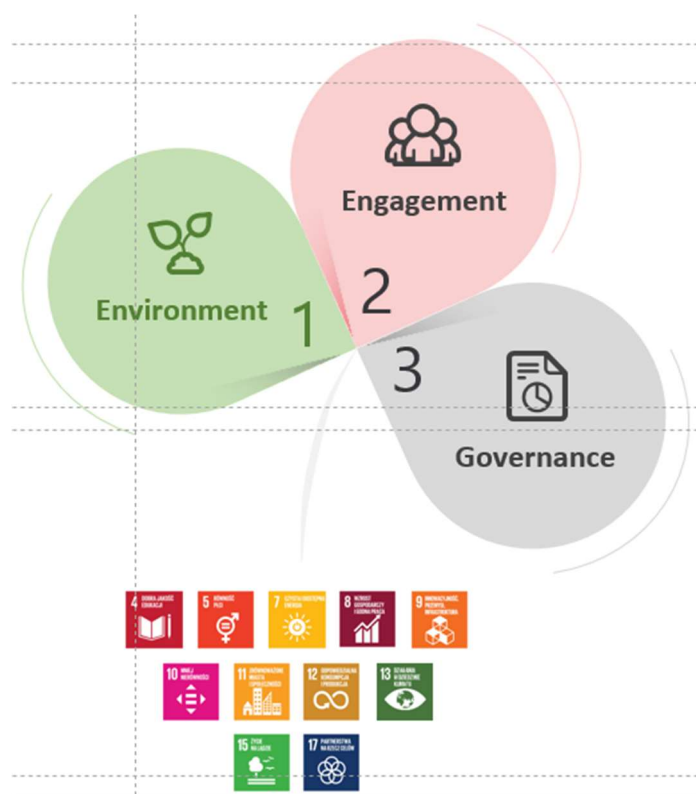 Engagement
Environment
1
2
3
Governance
4 DOBRA JAKOŚĆ
EDUKACJI
5 RÓWNOŚĆ
PŁCI
7 CZYSTA I DOSTĘPNA
ENERGIA
8 WZROST
GOSPODARCZY
I GODNA PRACA
9 INNOWACYJNOŚĆ,
PRZEMYSŁ,
INFRASTRUKTURA
10 MNIEJ
NIERÓWNOŚCI
11 ZRÓWNOWAŻONE
MIASTA
I SPOŁECZNOŚCI
12 ODPOWIEDZIALNA
KONSUMPCJA
I PRODUKCJA
13 DZIAŁANIA
W DZIEDZINIE
KLIMATU
15 ŻYCIE
NA LĄDZIE
17 PARTNERSTWA
NA RZECZ CELÓW